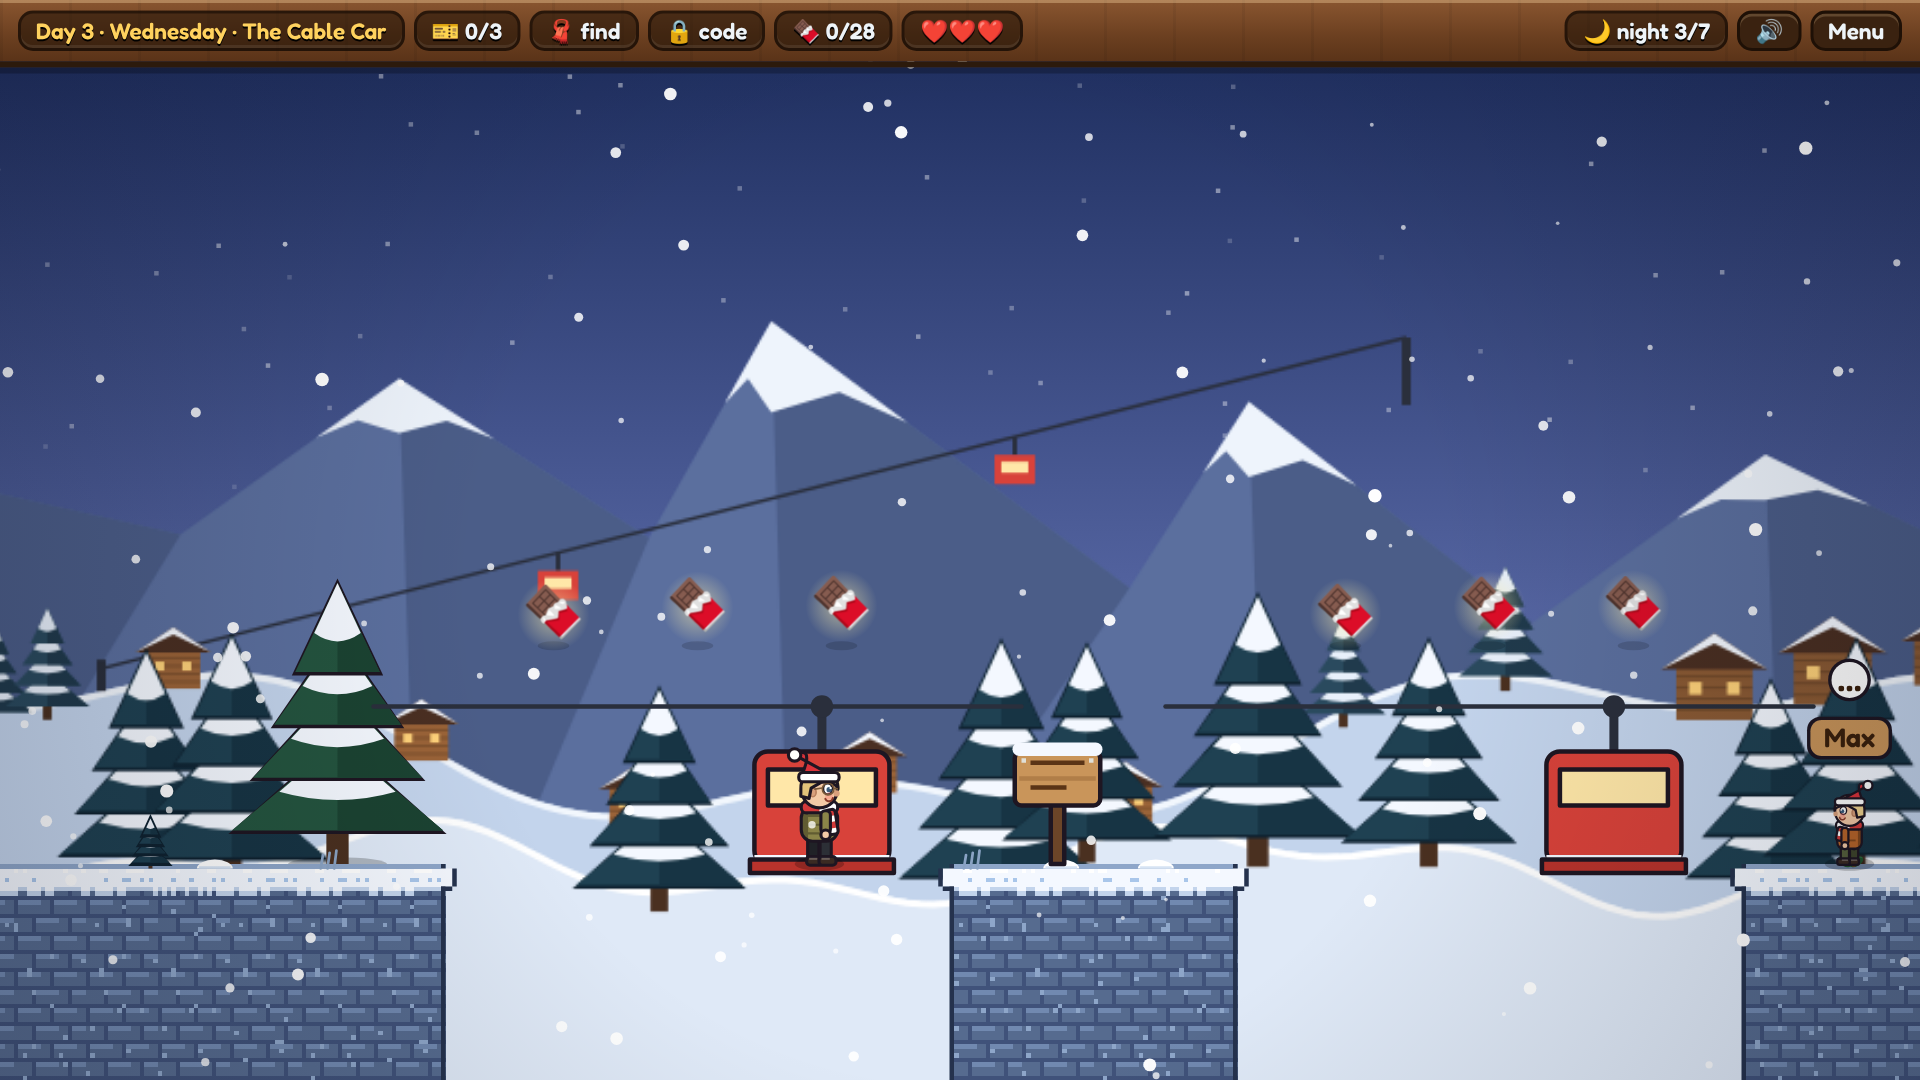 Day 3 · Wednesday · The Cable Car
0/3
find
code
0/28
night 3/7
Menu
Max